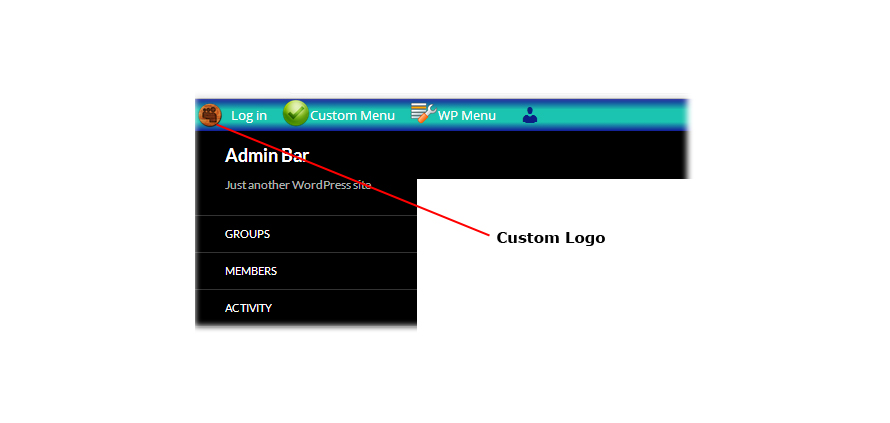 Log in Custom Menu WP Menu
Admin Bar
Just another WordPress site
GROUPS
Custom Logo
MEMBERS
ACTIVITY